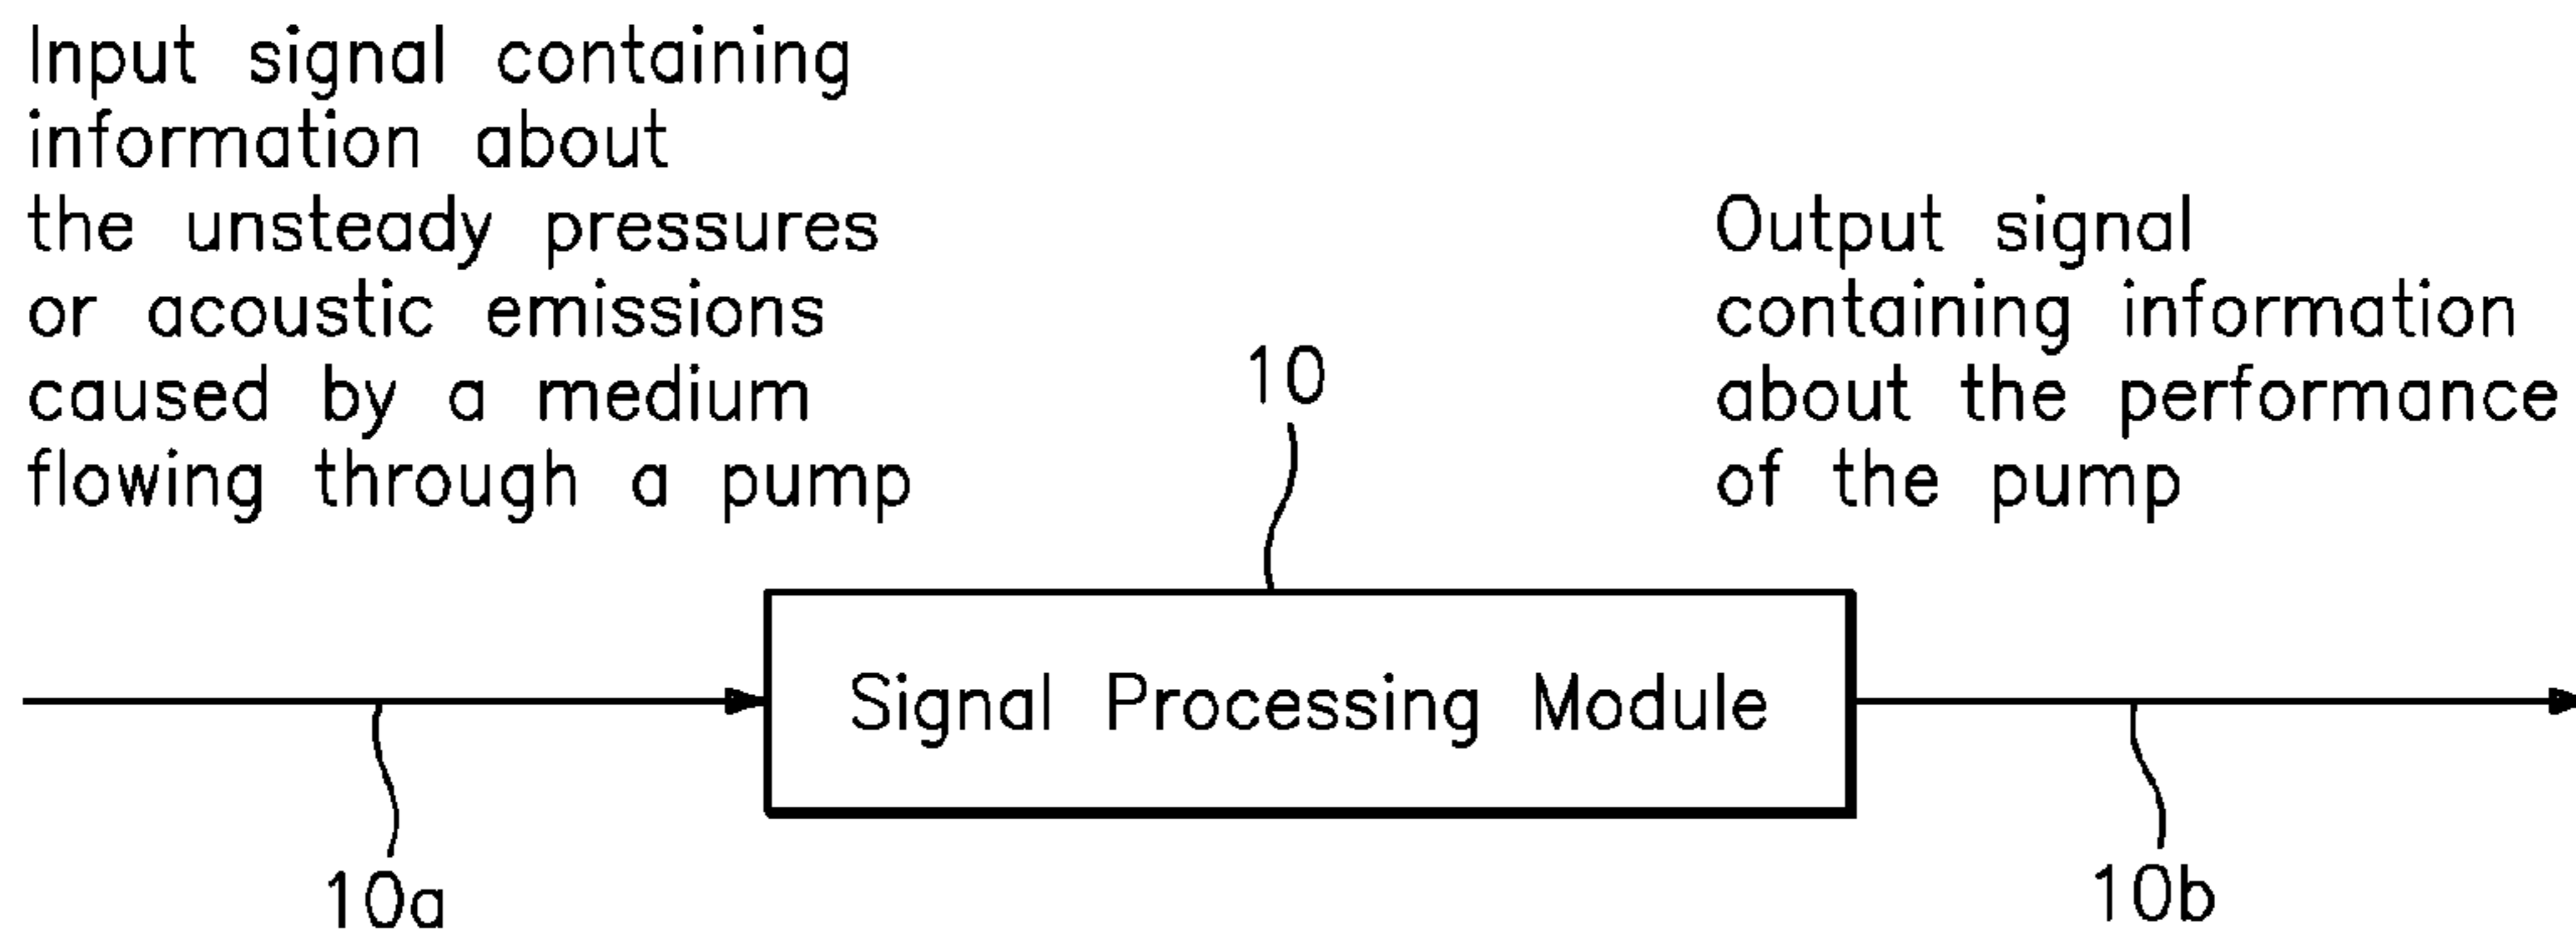 Input signal containing
information about
the unsteady pressures
or acoustic emissions
caused by a medium
flowing through a pump
Output signal
containing information
about the performance
of the pump
10
Signal Processing Module
10a
10b